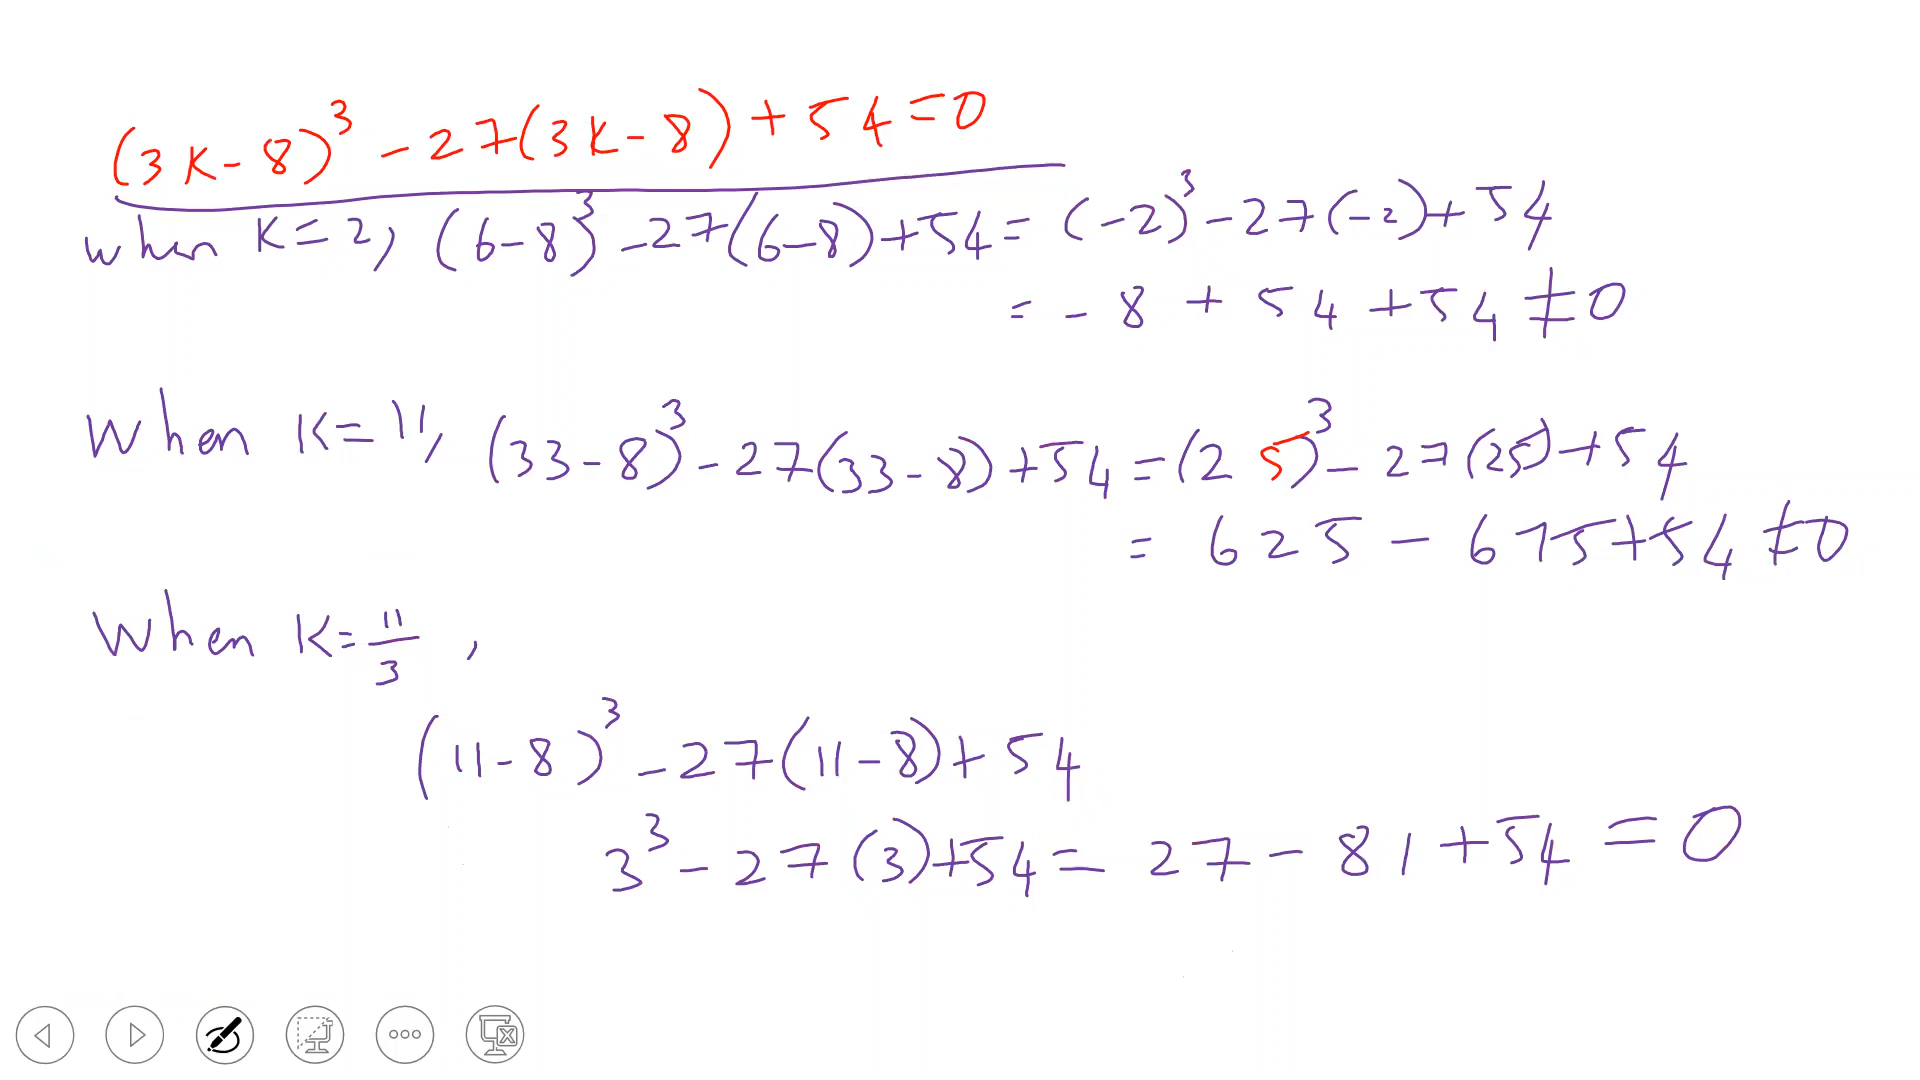 (3K-8)³ -27(3K-8)+54=0
when K=2, (6-8)³ -27(6-8)+54= (-2)³-27(-2)+54
= -8 + 54 +54 ≠0
When K=11, (33-8)³-27(33-8)+54=(25)³-27(25)+54
= 625 - 675+54 ≠0
When K=11/3 ,
(11-8)³ -27(11-8)+54
3³-27(3)+54= 27-81+54 =0